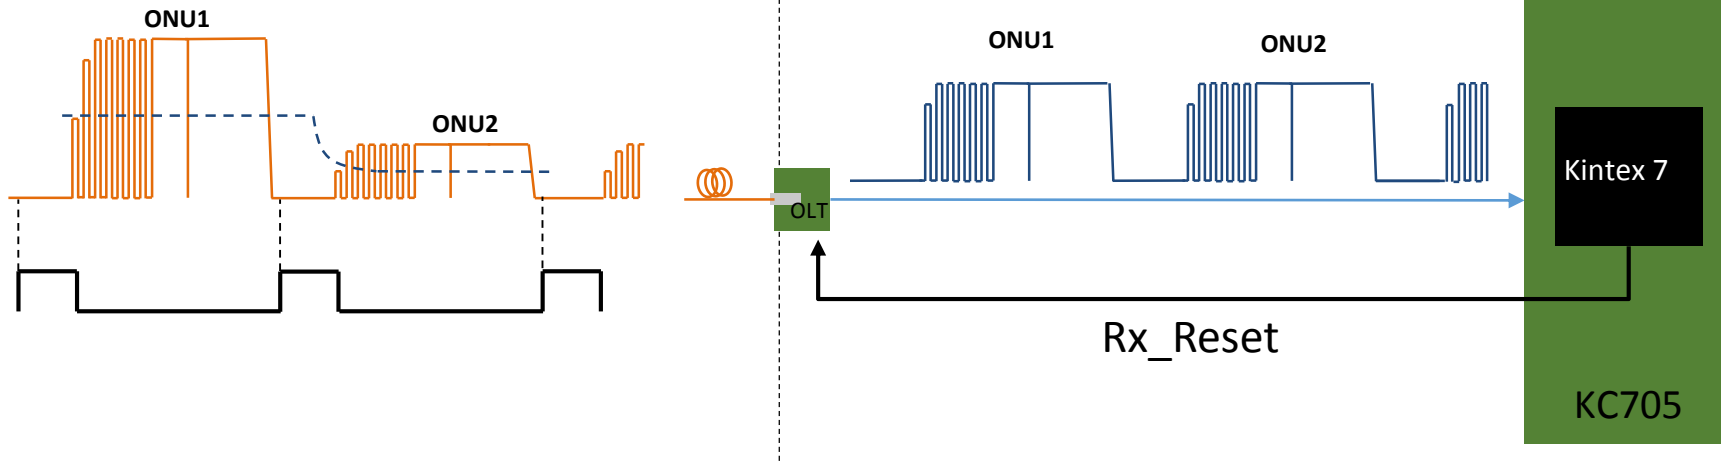 ONU1
ONU2
ONU1
ONU2
OLT
Kintex 7
Rx_Reset
KC705